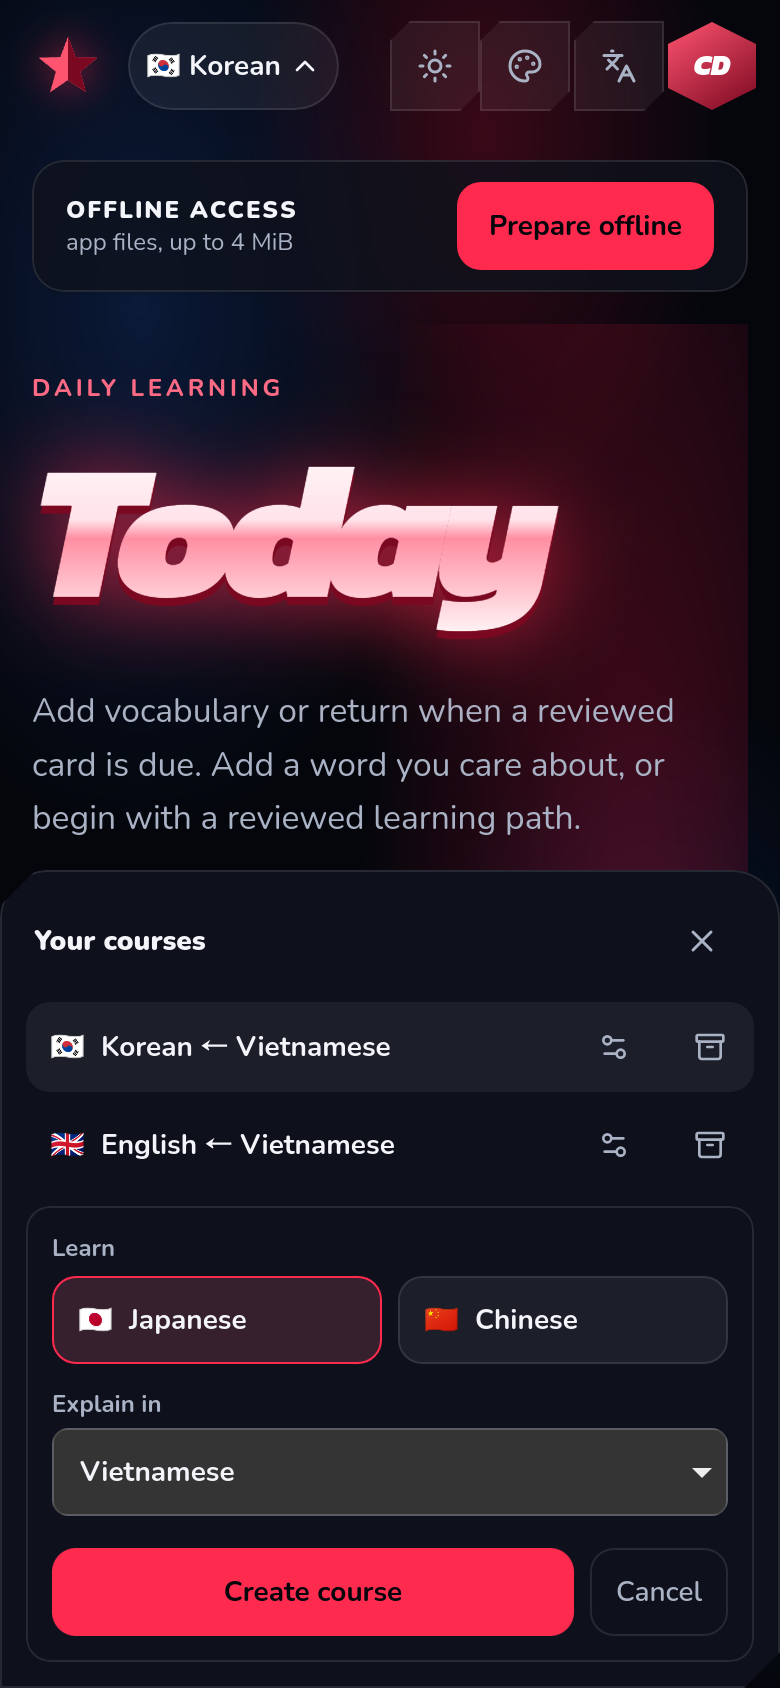 Korean
CD
OFFLINE ACCESS
app files, up to 4 MiB
Prepare offline
DAILY LEARNING
Today
Add vocabulary or return when a reviewed
card is due. Add a word you care about, or
begin with a reviewed learning path.
Your courses
Korean ← Vietnamese
English ← Vietnamese
Learn
Japanese
Chinese
Explain in
Vietnamese
Create course
Cancel